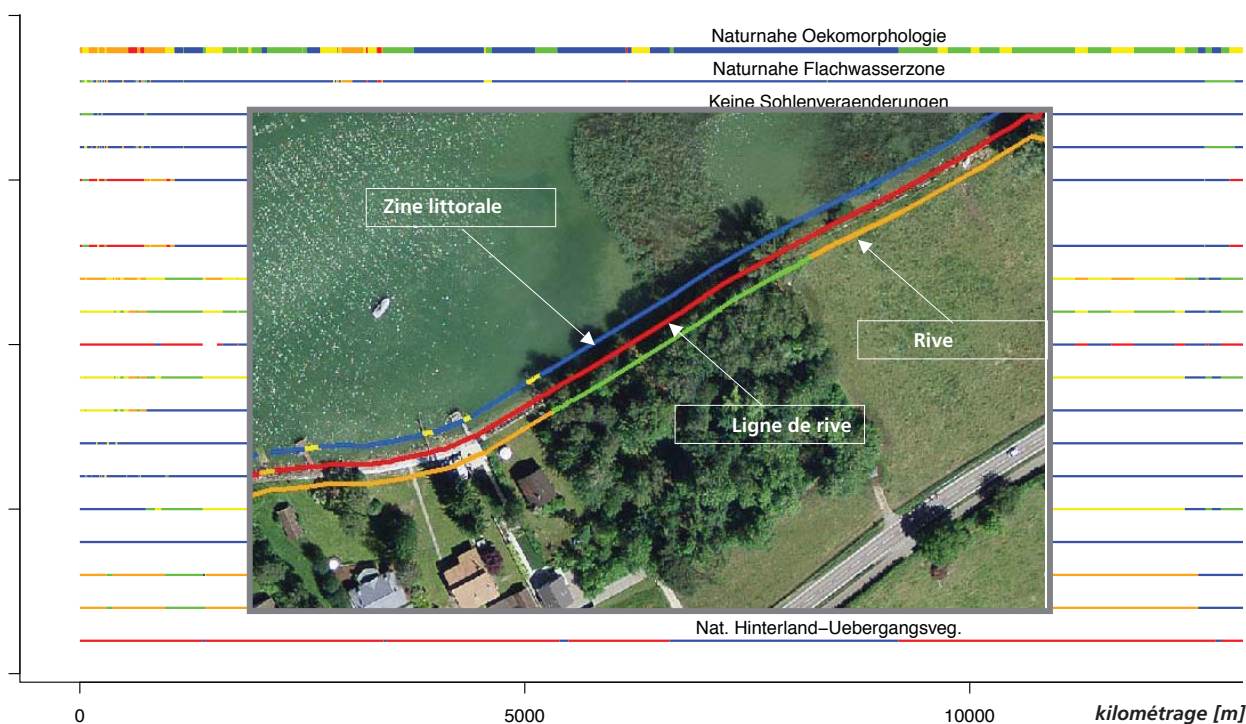 Naturnahe Oekomorphologie
Naturnahe Flachwasserzone
Keine Sohlenveraenderungen
Zine littorale
Rive
Ligne de rive
Nat. Hinterland–Uebergangsveg.
0 5000 10000 kilométrage [m]